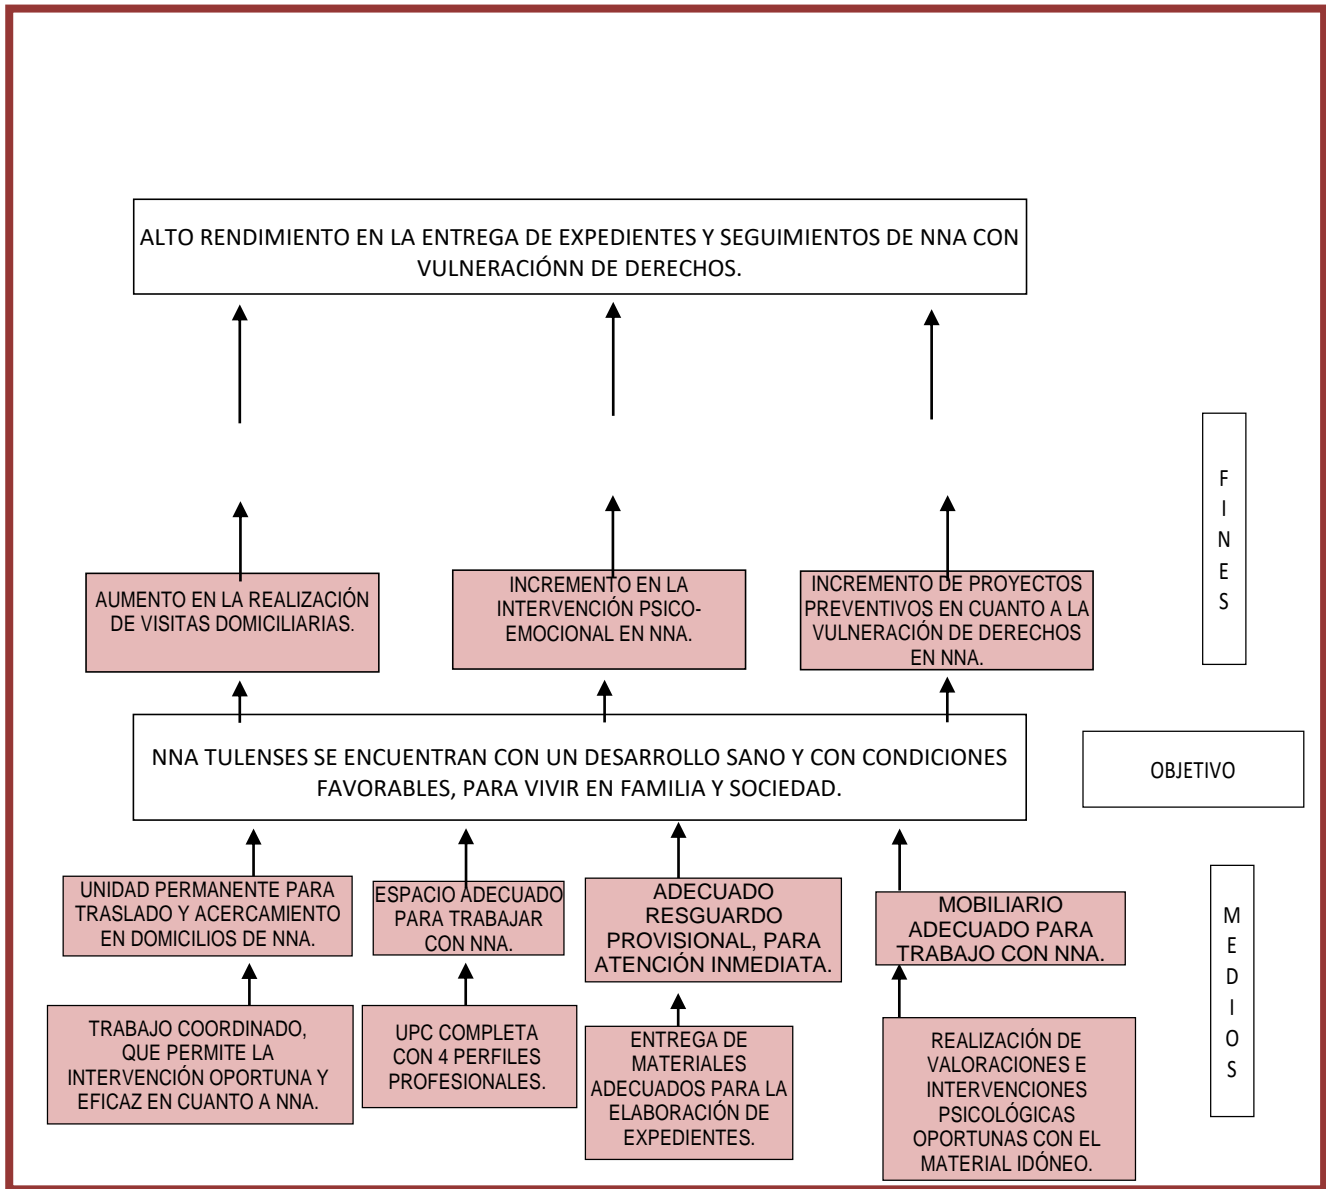 ALTO RENDIMIENTO EN LA ENTREGA DE EXPEDIENTES Y SEGUIMIENTOS DE NNA CON
VULNERACIÓNN DE DERECHOS.
F
I
N
E
S
AUMENTO EN LA REALIZACIÓN
DE VISITAS DOMICILIARIAS.
INCREMENTO EN LA
INTERVENCIÓN PSICO-
EMOCIONAL EN NNA.
INCREMENTO DE PROYECTOS
PREVENTIVOS EN CUANTO A LA
VULNERACIÓN DE DERECHOS
EN NNA.
NNA TULENSES SE ENCUENTRAN CON UN DESARROLLO SANO Y CON CONDICIONES
FAVORABLES, PARA VIVIR EN FAMILIA Y SOCIEDAD.
OBJETIVO
UNIDAD PERMANENTE PARA
TRASLADO Y ACERCAMIENTO
EN DOMICILIOS DE NNA.
ESPACIO ADECUADO
PARA TRABAJAR
CON NNA.
ADECUADO
RESGUARDO
PROVISIONAL, PARA
ATENCIÓN INMEDIATA.
MOBILIARIO
ADECUADO PARA
TRABAJO CON NNA.
M
E
D
I
O
S
TRABAJO COORDINADO,
QUE PERMITE LA
INTERVENCIÓN OPORTUNA Y
EFICAZ EN CUANTO A NNA.
UPC COMPLETA
CON 4 PERFILES
PROFESIONALES.
ENTREGA DE
MATERIALES
ADECUADOS PARA LA
ELABORACIÓN DE
EXPEDIENTES.
REALIZACIÓN DE
VALORACIONES E
INTERVENCIONES
PSICOLÓGICAS
OPORTUNAS CON EL
MATERIAL IDÓNEO.